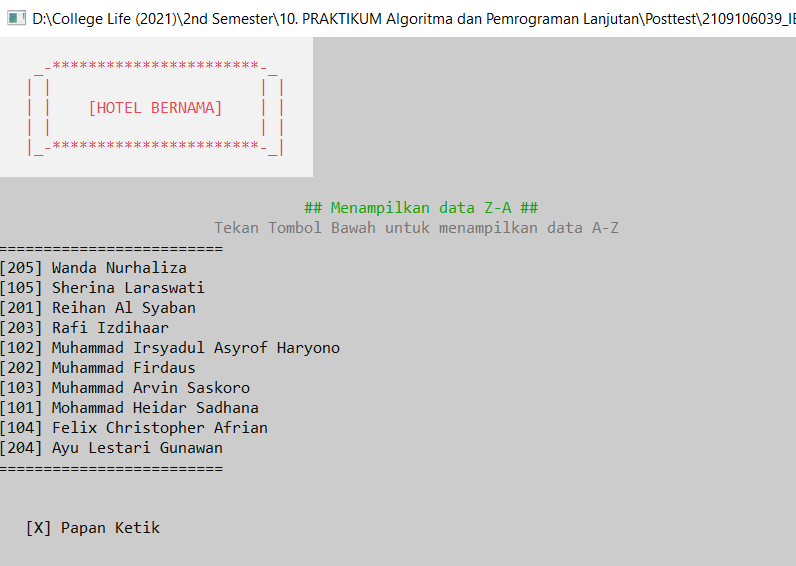 D:\College Life (2021)\2nd Semester\10. PRAKTIKUM Algoritma dan Pemrograman Lanjutan\Posttest\2109106039_IE
_-***********************-_
| |                       | |
| |    [HOTEL BERNAMA]    | |
| |                       | |
|_-***********************-_|
## Menampilkan data Z-A ##
Tekan Tombol Bawah untuk menampilkan data A-Z
=========================
[205] Wanda Nurhaliza
[105] Sherina Laraswati
[201] Reihan Al Syaban
[203] Rafi Izdihaar
[102] Muhammad Irsyadul Asyrof Haryono
[202] Muhammad Firdaus
[103] Muhammad Arvin Saskoro
[101] Mohammad Heidar Sadhana
[104] Felix Christopher Afrian
[204] Ayu Lestari Gunawan
=========================
[X] Papan Ketik